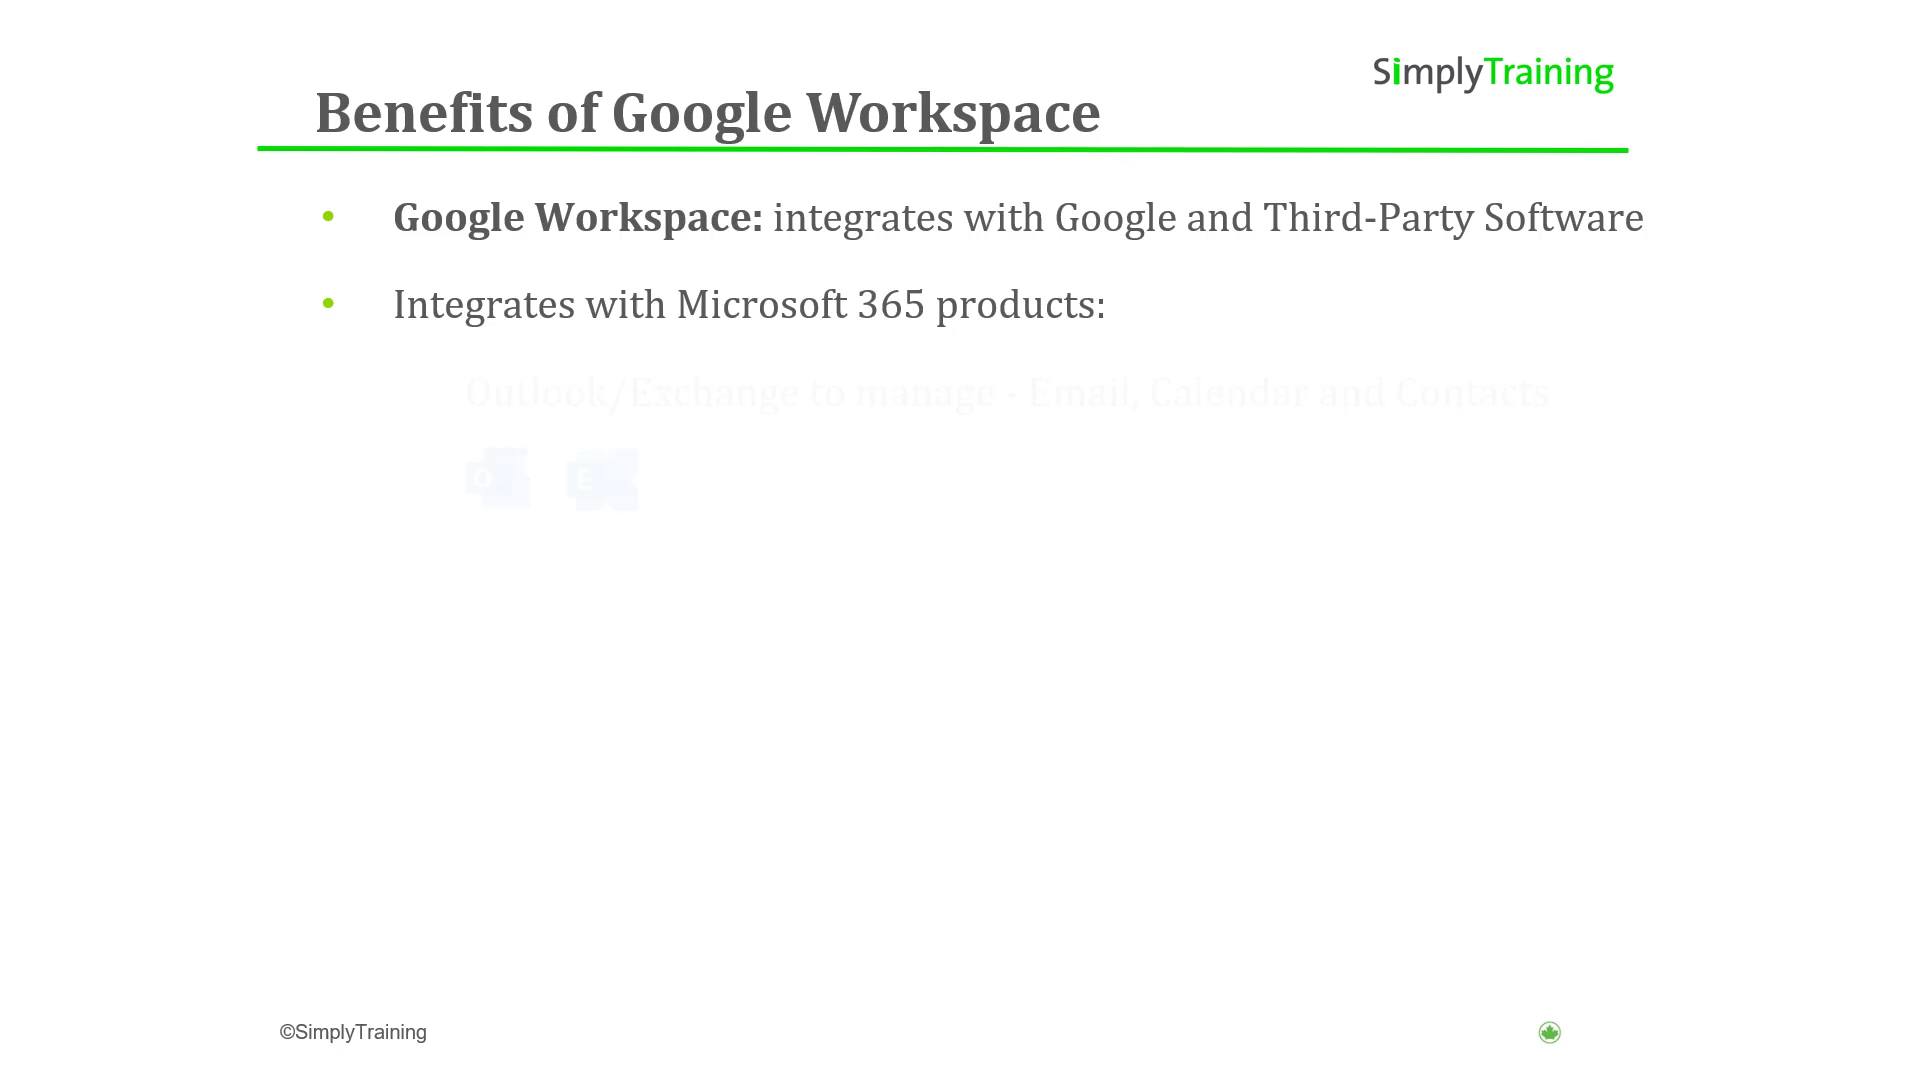 SimplyTraining
Benefits of Google Workspace
• Google Workspace: integrates with Google and Third-Party Software
• Integrates with Microsoft 365 products:
Outlook/Exchange to manage - Email, Calendar and Contacts
O E
©SimplyTraining